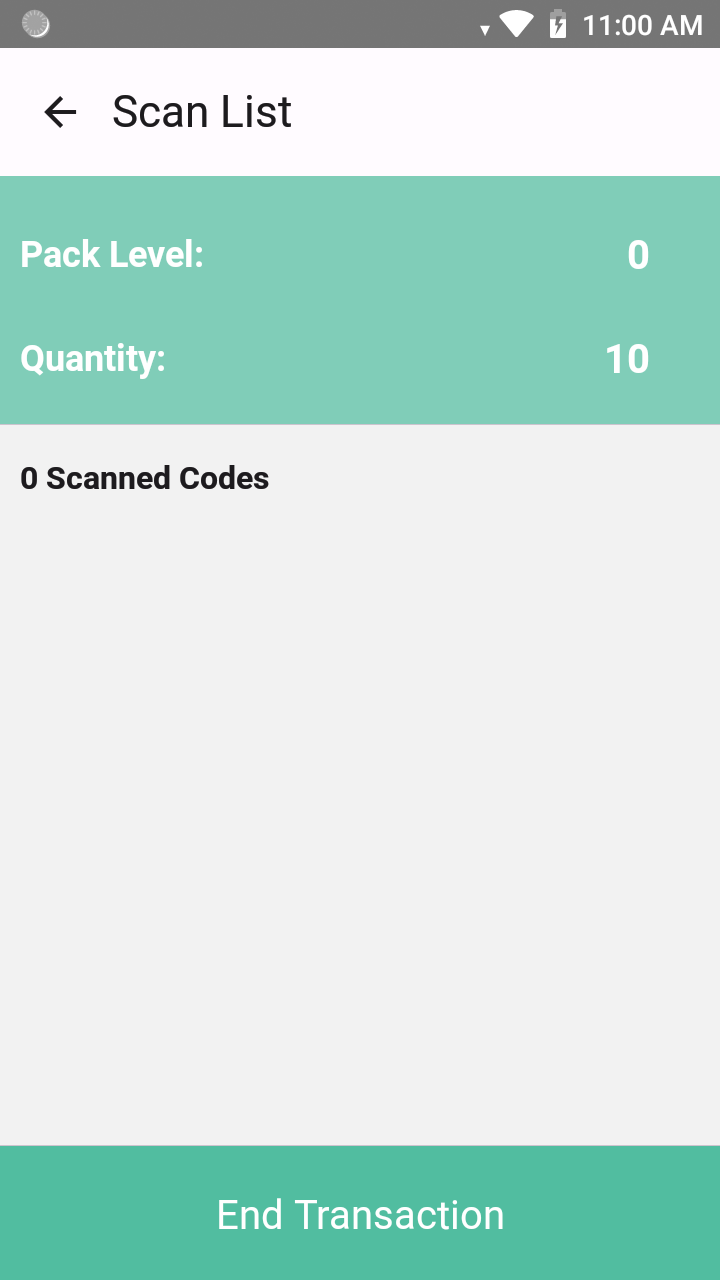 11:00 AM
Scan List
Pack Level: 0
Quantity: 10
0 Scanned Codes
End Transaction